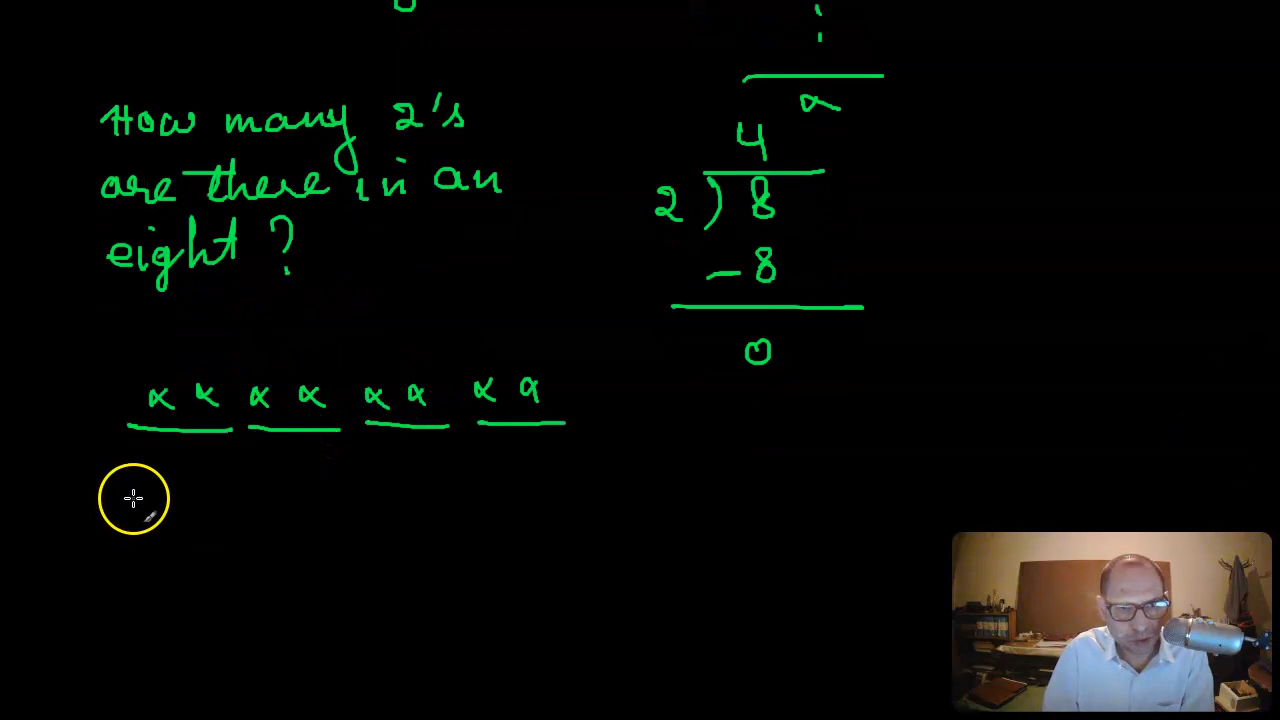 How many 2's
are there in an
eight ?
α α α α α α α α
α
4
2 ) 8
- 8
0